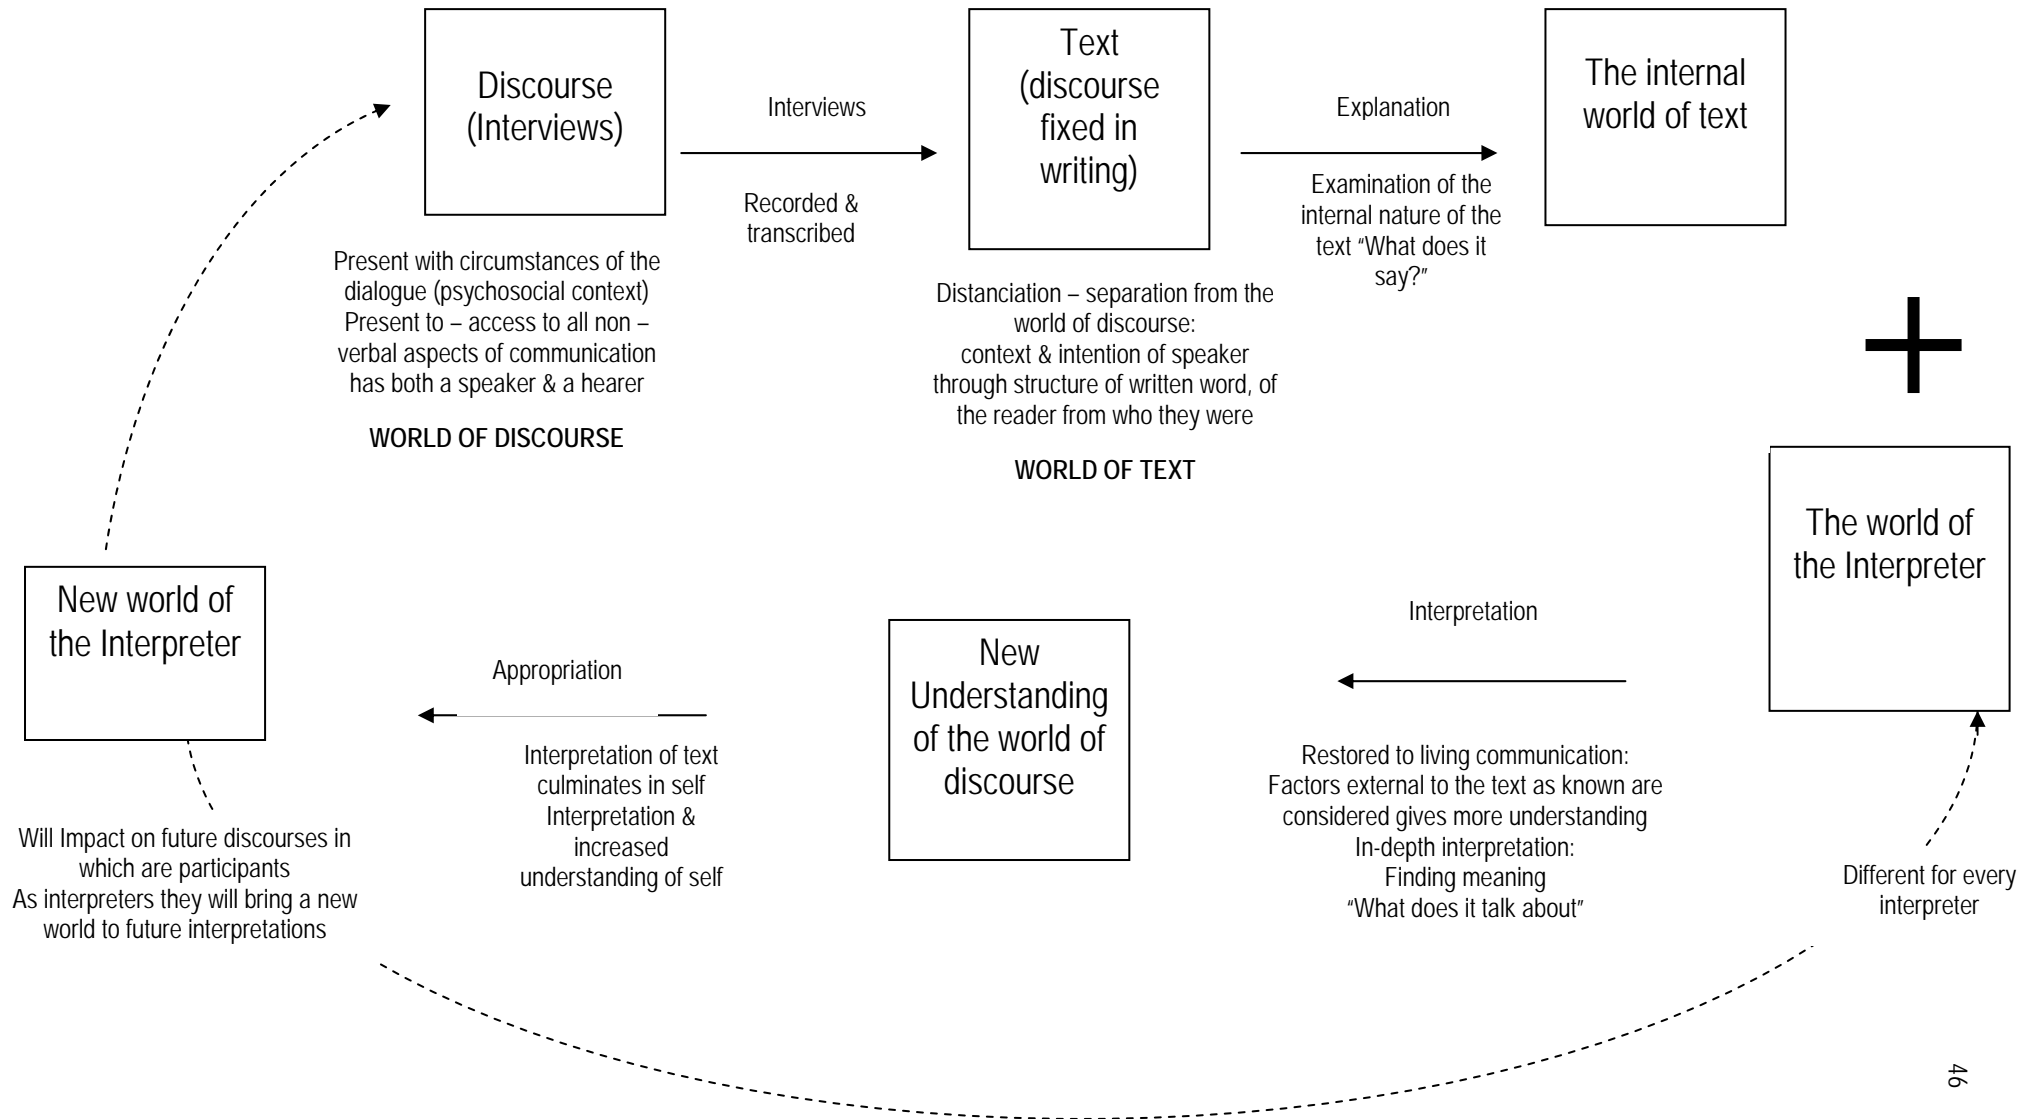 Discourse
(Interviews)
Interviews
Recorded &
transcribed
Text
(discourse
fixed in
writing)
Explanation
Examination of the
internal nature of the
text “What does it
say?”
The internal
world of text
Present with circumstances of the
dialogue (psychosocial context)
Present to – access to all non –
verbal aspects of communication
has both a speaker & a hearer
WORLD OF DISCOURSE
Distanciation – separation from the
world of discourse:
context & intention of speaker
through structure of written word, of
the reader from who they were
WORLD OF TEXT
+
The world of
the Interpreter
Different for every
interpreter
Interpretation
Restored to living communication:
Factors external to the text as known are
considered gives more understanding
In-depth interpretation:
Finding meaning
“What does it talk about”
New
Understanding
of the world of
discourse
Appropriation
Interpretation of text
culminates in self
Interpretation &
increased
understanding of self
New world of
the Interpreter
Will Impact on future discourses in
which are participants
As interpreters they will bring a new
world to future interpretations
46